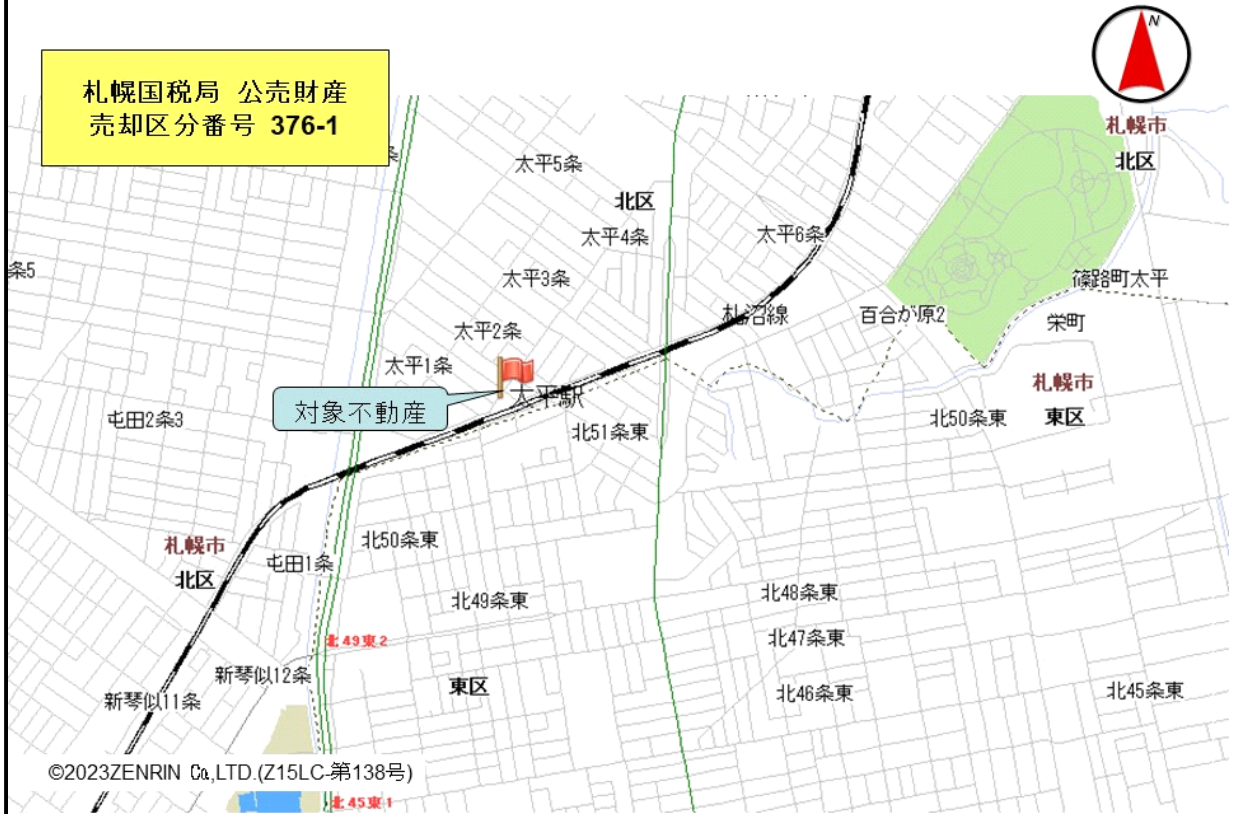 札幌国税局 公売財産
売却区分番号 376-1
N
札幌市
北区
太平5条
北区
太平4条
太平6条
条5
太平3条
篠路町太平
札沼線
百合が原2
栄町
太平2条
太平1条
札幌市
東区
対象不動産
太平駅
屯田2条3
北51条東
北50条東
北50条東
札幌市
北区
屯田1条
北49条東
北48条東
北49東2
北47条東
新琴似12条
東区
新琴似11条
北46条東
北45条東
©2023ZENRIN Co,LTD.(Z15LC-第138号)
北45東1